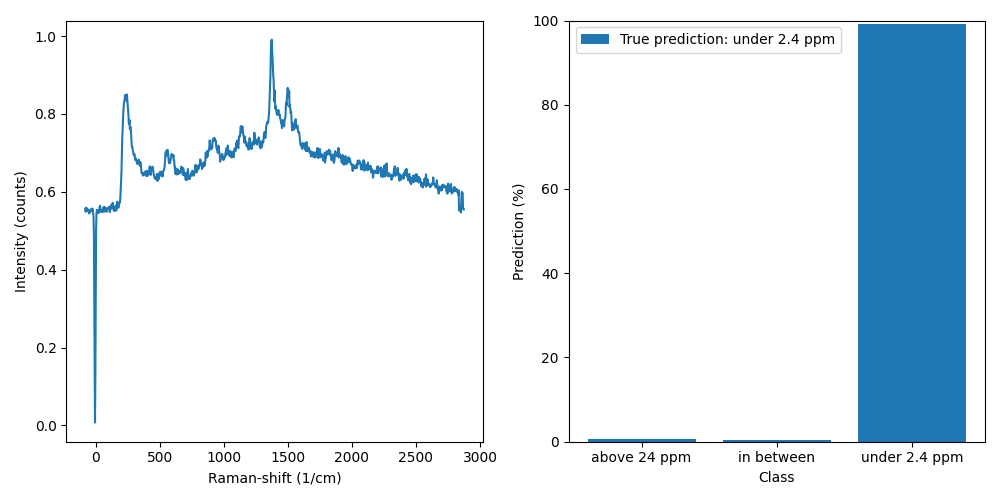 1.0
0.8
0.6
0.4
0.2
0.0
Intensity (counts)
0 500 1000 1500 2000 2500 3000
Raman-shift (1/cm)
100
80
60
40
20
0
Prediction (%)
True prediction: under 2.4 ppm
above 24 ppm in between under 2.4 ppm
Class